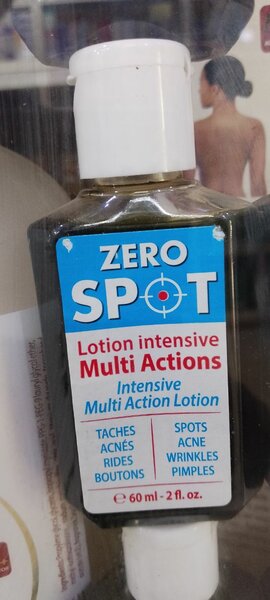 ZERO
SPOT
Lotion intensive
Multi Actions
Intensive
Multi Action Lotion
TACHES
ACNÉS
RIDES
BOUTONS
SPOTS
ACNE
WRINKLES
PIMPLES
℮ 60 ml - 2 fl. oz.